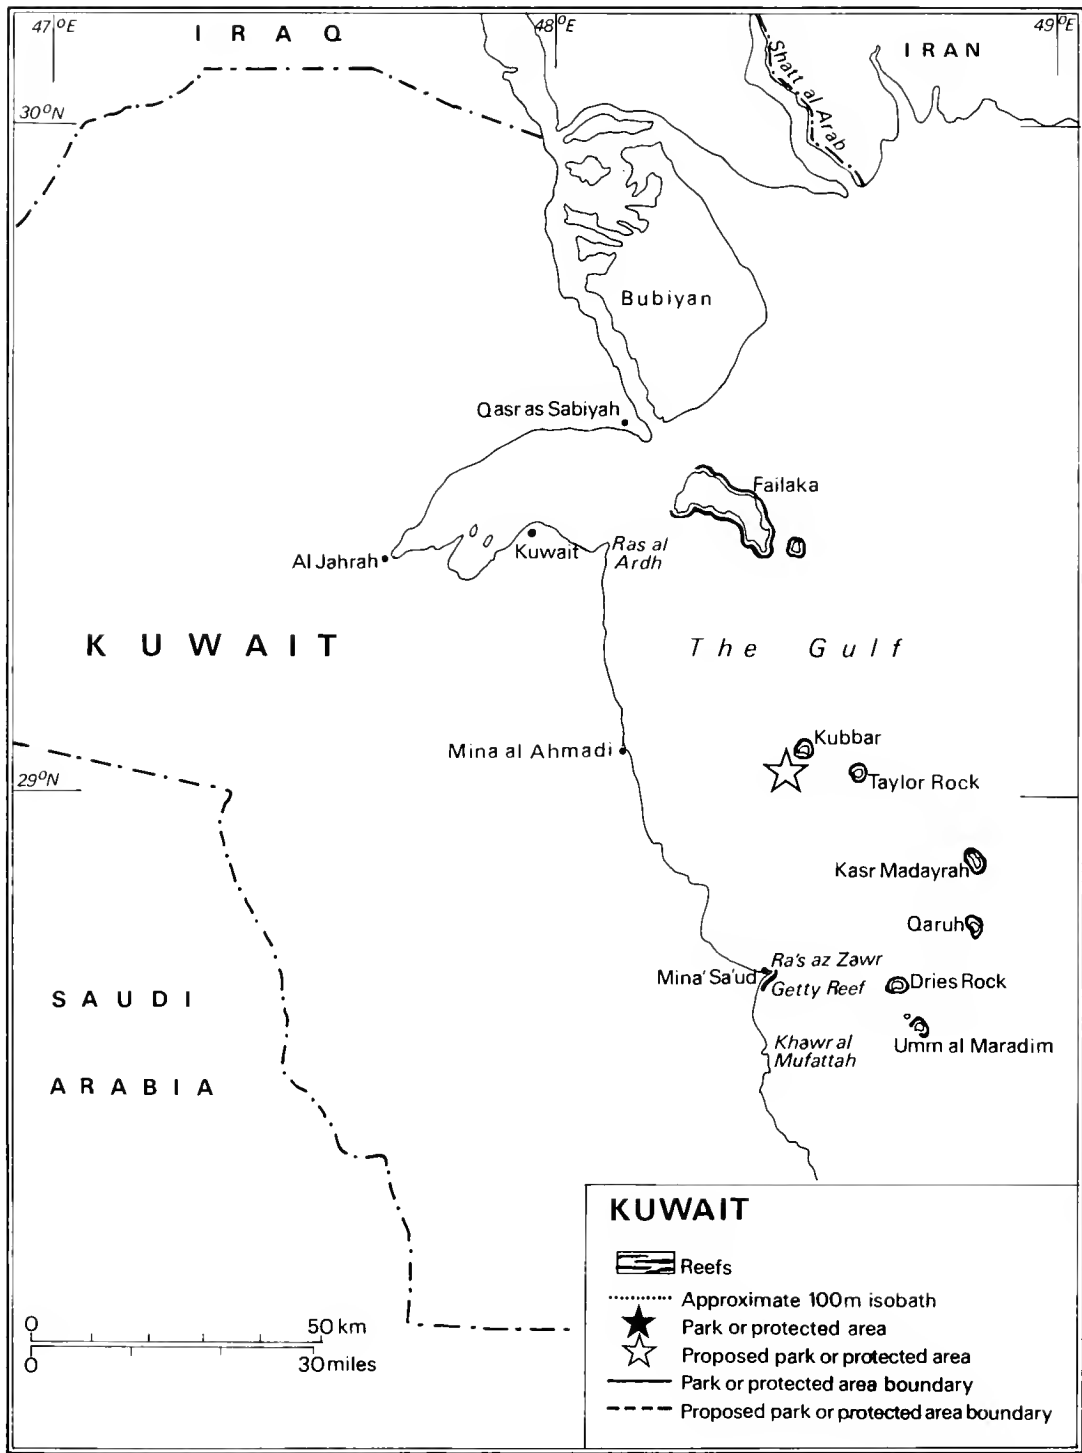 47°E
I R A Q
48°E
49°E
IRAN
Shatt al Arab
30°N
Bubiyan
Qasr as Sabiyah
Failaka
Al Jahrah
Kuwait
Ras al
Ardh
K U W A I T
The Gulf
Mina al Ahmadi
Kubbar
Taylor Rock
29°N
Kasr Madayrah
Qaruh
Ra's az Zawr
Mina' Sa'ud
Getty Reef
Dries Rock
S A U D I
Khawr al
Mufattah
Umm al Maradim
A R A B I A
KUWAIT
Reefs
Approximate 100m isobath
Park or protected area
Proposed park or protected area
Park or protected area boundary
Proposed park or protected area boundary
0
50 km
0
30 miles